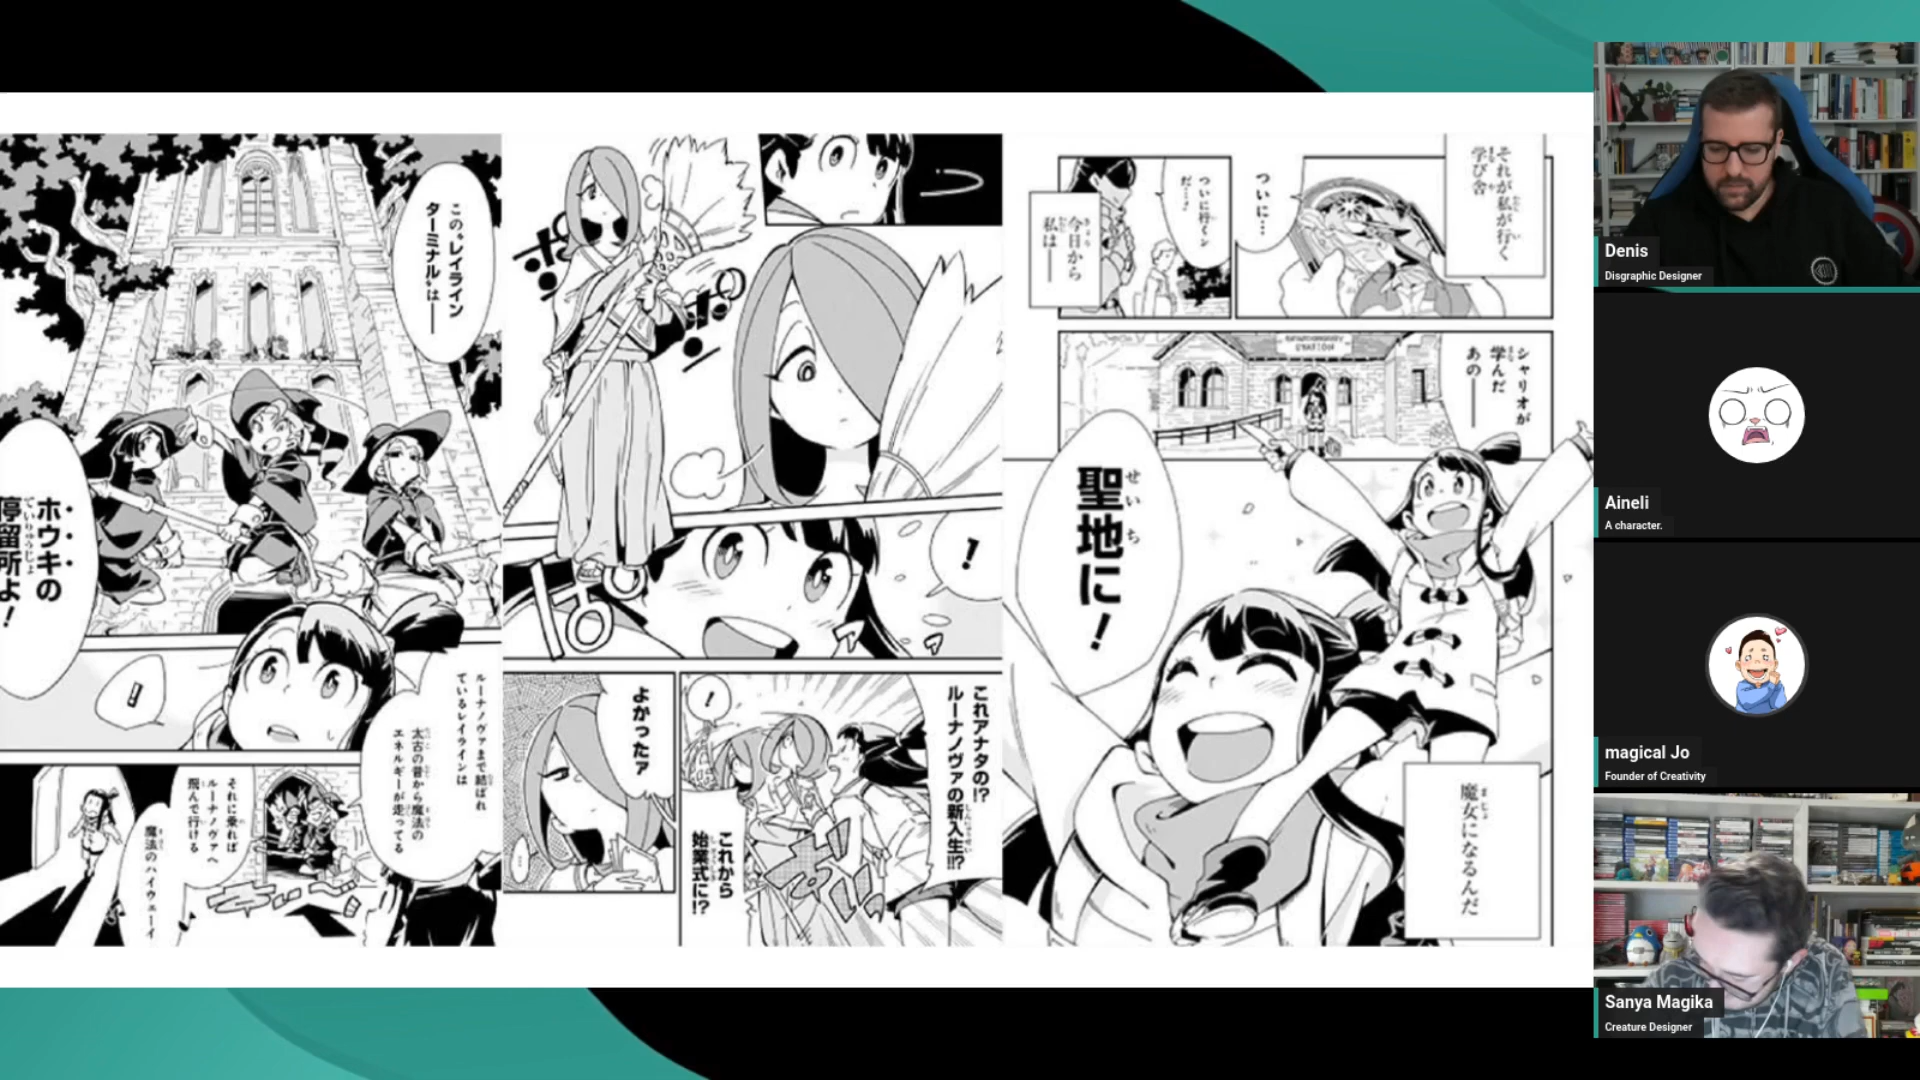 それが私が行く
学び舎
ついに…
ついに行くン
だ…!
今日から
私は――
シャリオが
学んだ
あの――
聖地に!
せいち
魔女になるんだ
!
これアナタの!?
ルーナノヴァの新入生!?
!
これから
始業式に!?
よかったァ
…
この“レイライン
ターミナル”は――
ホウキの
停留所よ!
!
ルーナノヴァまで結ばれ
ているレイラインは
太古の昔から魔法の
エネルギーが走ってる
それに乗れば
ルーナノヴァへ
飛んで行ける
魔法のハイウェーイ
Denis
Disgraphic Designer
Aineli
A character.
magical Jo
Founder of Creativity
Sanya Magika
Creature Designer